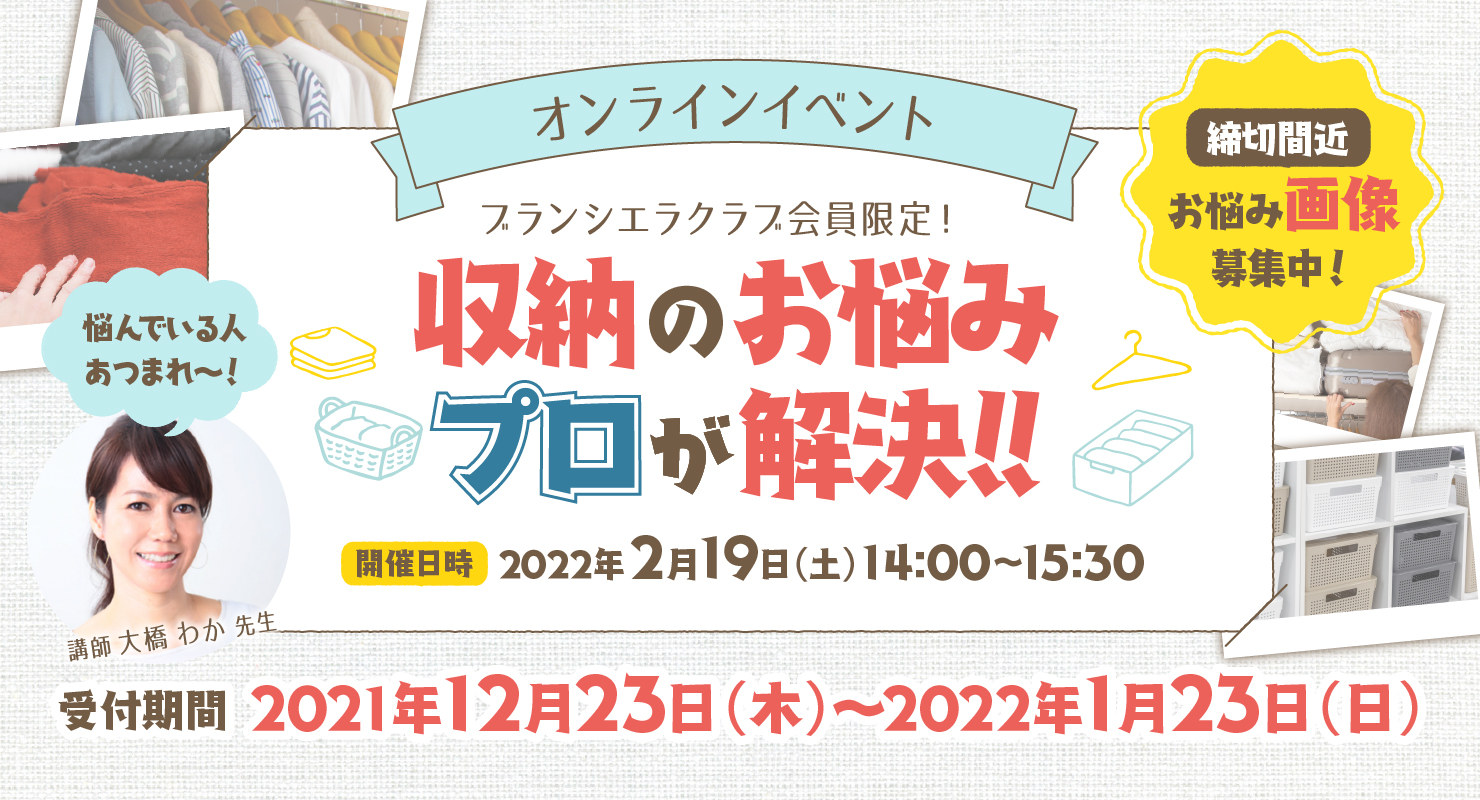 オンラインイベント
ブランシエラクラブ会員限定!
収納のお悩み
プロが解決!!
開催日時 2022年2月19日(土)14:00〜15:30
締切間近
お悩み画像
募集中!
悩んでいる人
あつまれ〜!
講師 大橋 わか 先生
受付期間 2021年12月23日(木)〜2022年1月23日(日)